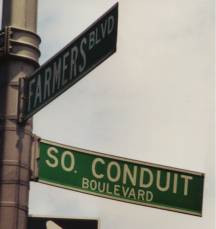 FARMERS BLVD
SO. CONDUIT
BOULEVARD